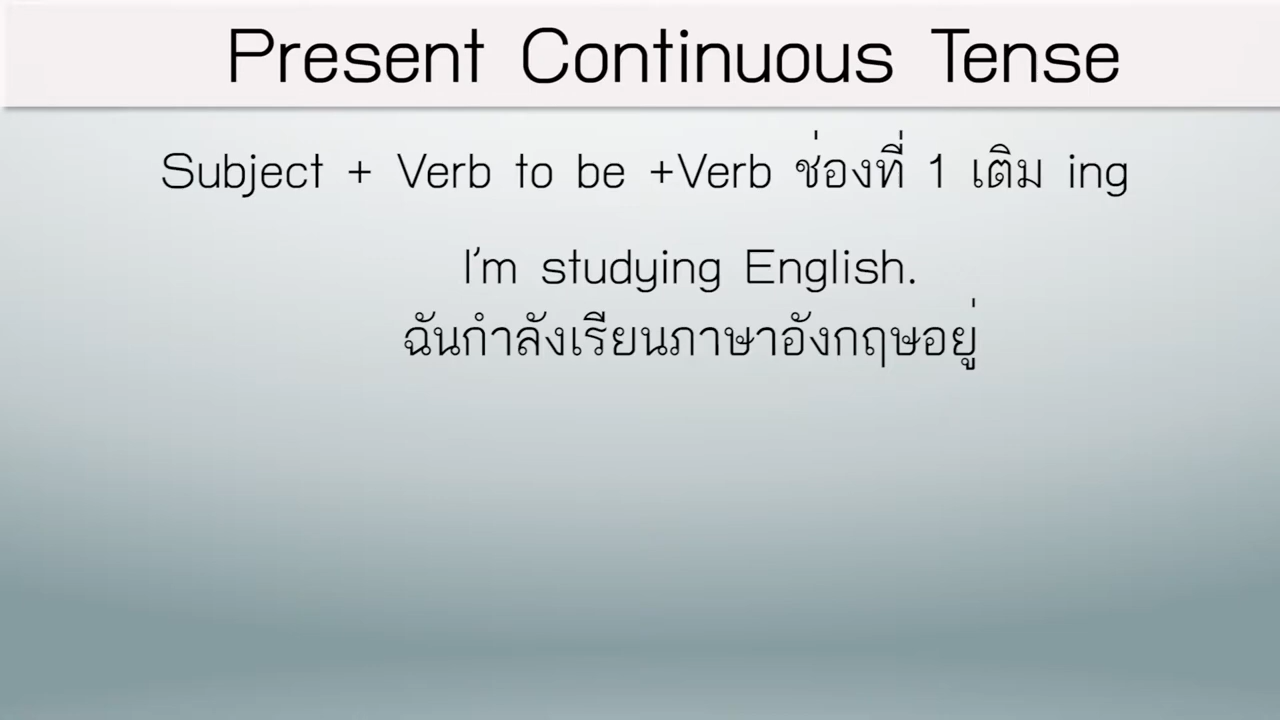 Present Continuous Tense
Subject + Verb to be +Verb ช่องที่ 1 เติม ing
I'm studying English.
ฉันกำลังเรียนภาษาอังกฤษอยู่